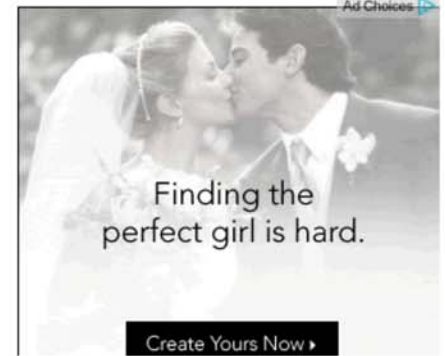 Ad Choices
Finding the
perfect girl is hard.
Create Yours Now